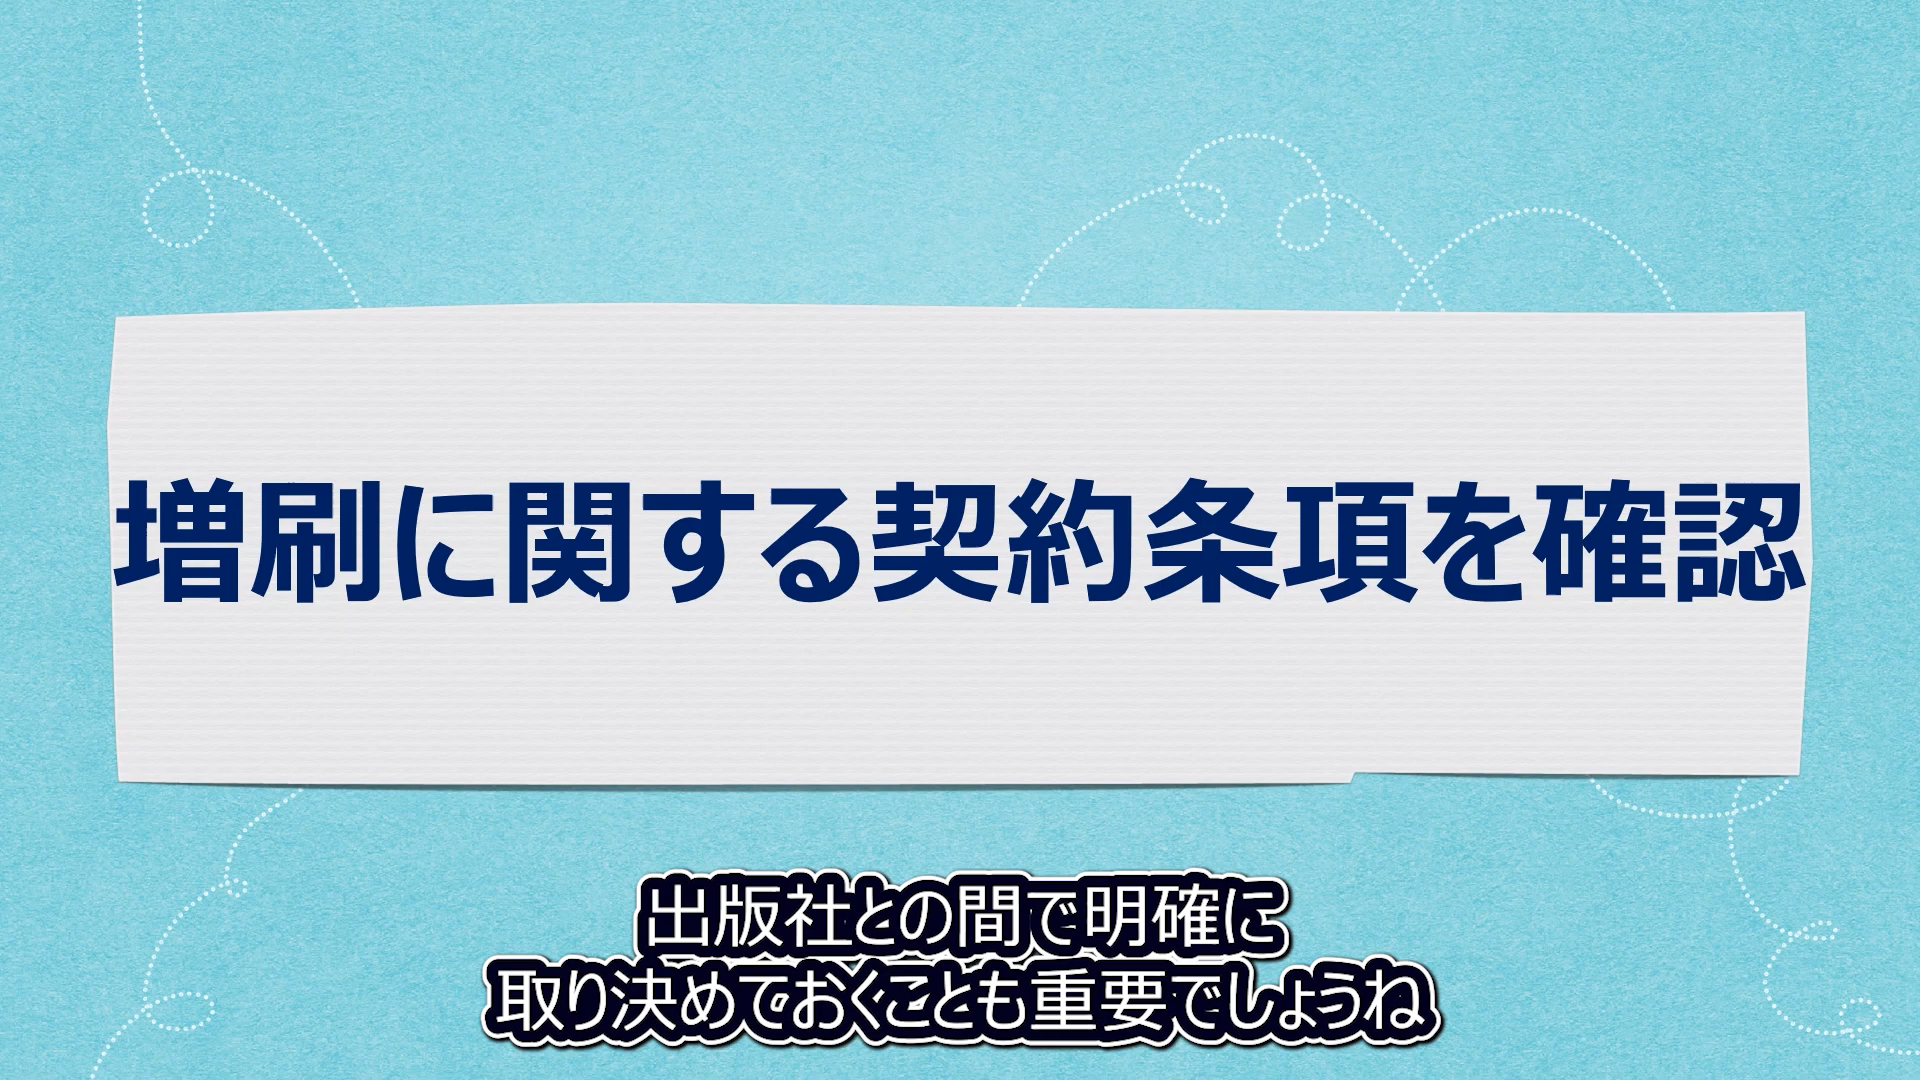 増刷に関する契約条項を確認
出版社との間で明確に
取り決めておくことも重要でしょうね